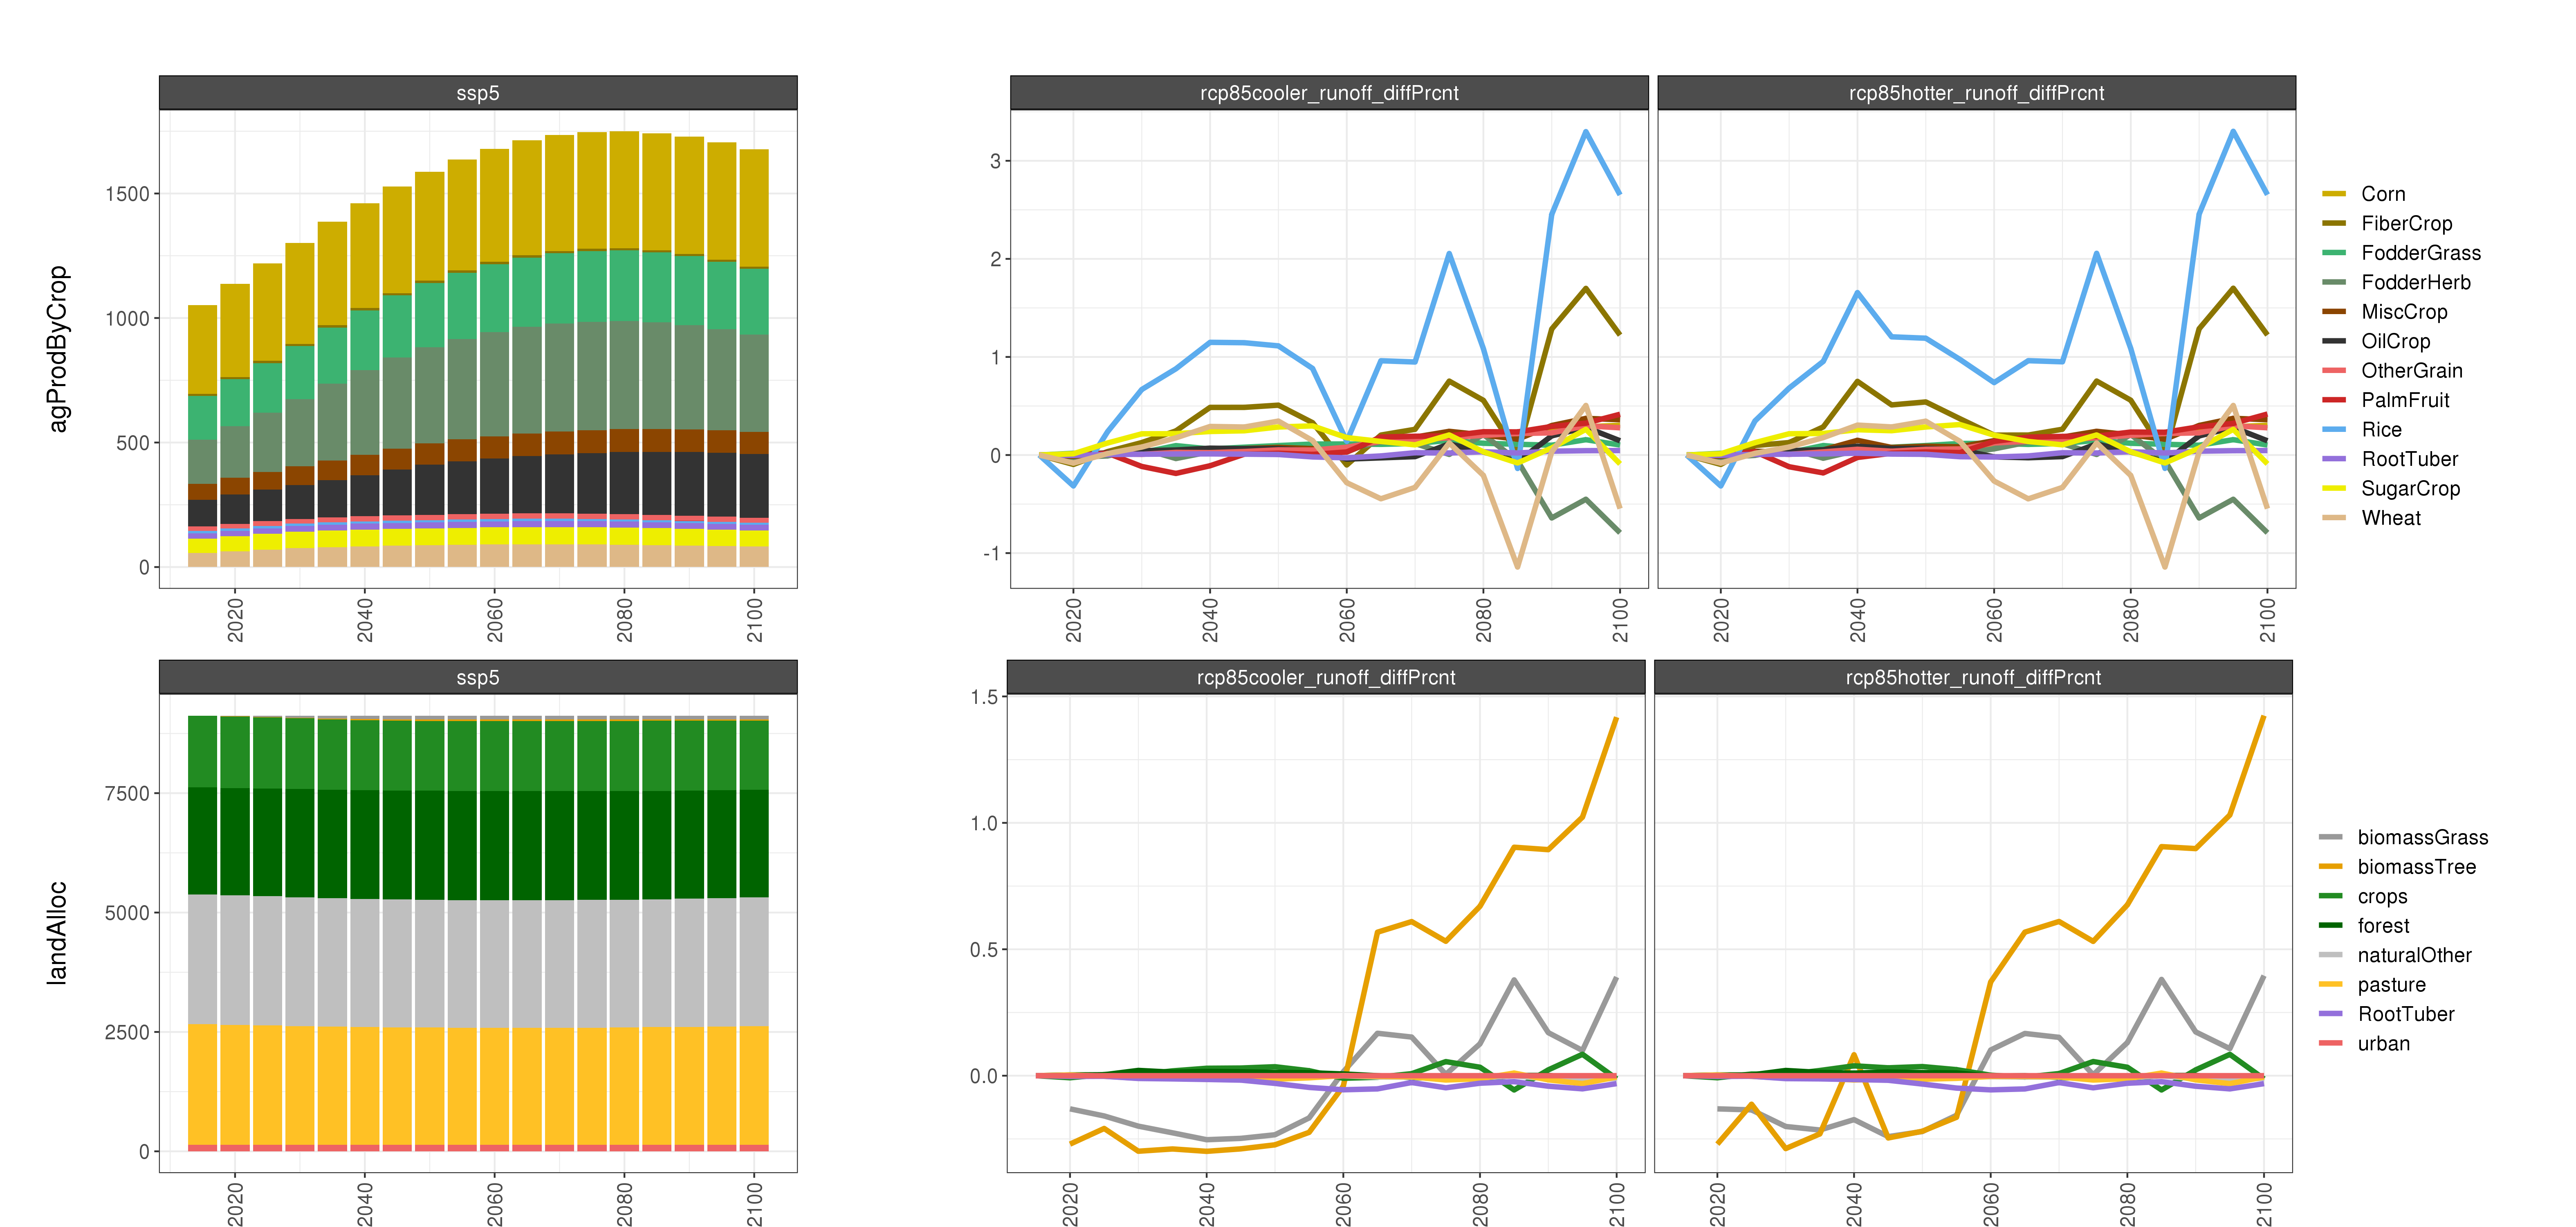 ssp5
rcp85cooler_runoff_diffPrcnt
rcp85hotter_runoff_diffPrcnt
agProdByCrop
1500
1000
500
0
2020
2040
2060
2080
2100
3
2
1
0
-1
2020
2040
2060
2080
2100
2020
2040
2060
2080
2100
Corn
FiberCrop
FodderGrass
FodderHerb
MiscCrop
OilCrop
OtherGrain
PalmFruit
Rice
RootTuber
SugarCrop
Wheat
ssp5
rcp85cooler_runoff_diffPrcnt
rcp85hotter_runoff_diffPrcnt
landAlloc
7500
5000
2500
0
2020
2040
2060
2080
2100
1.5
1.0
0.5
0.0
2020
2040
2060
2080
2100
2020
2040
2060
2080
2100
biomassGrass
biomassTree
crops
forest
naturalOther
pasture
RootTuber
urban